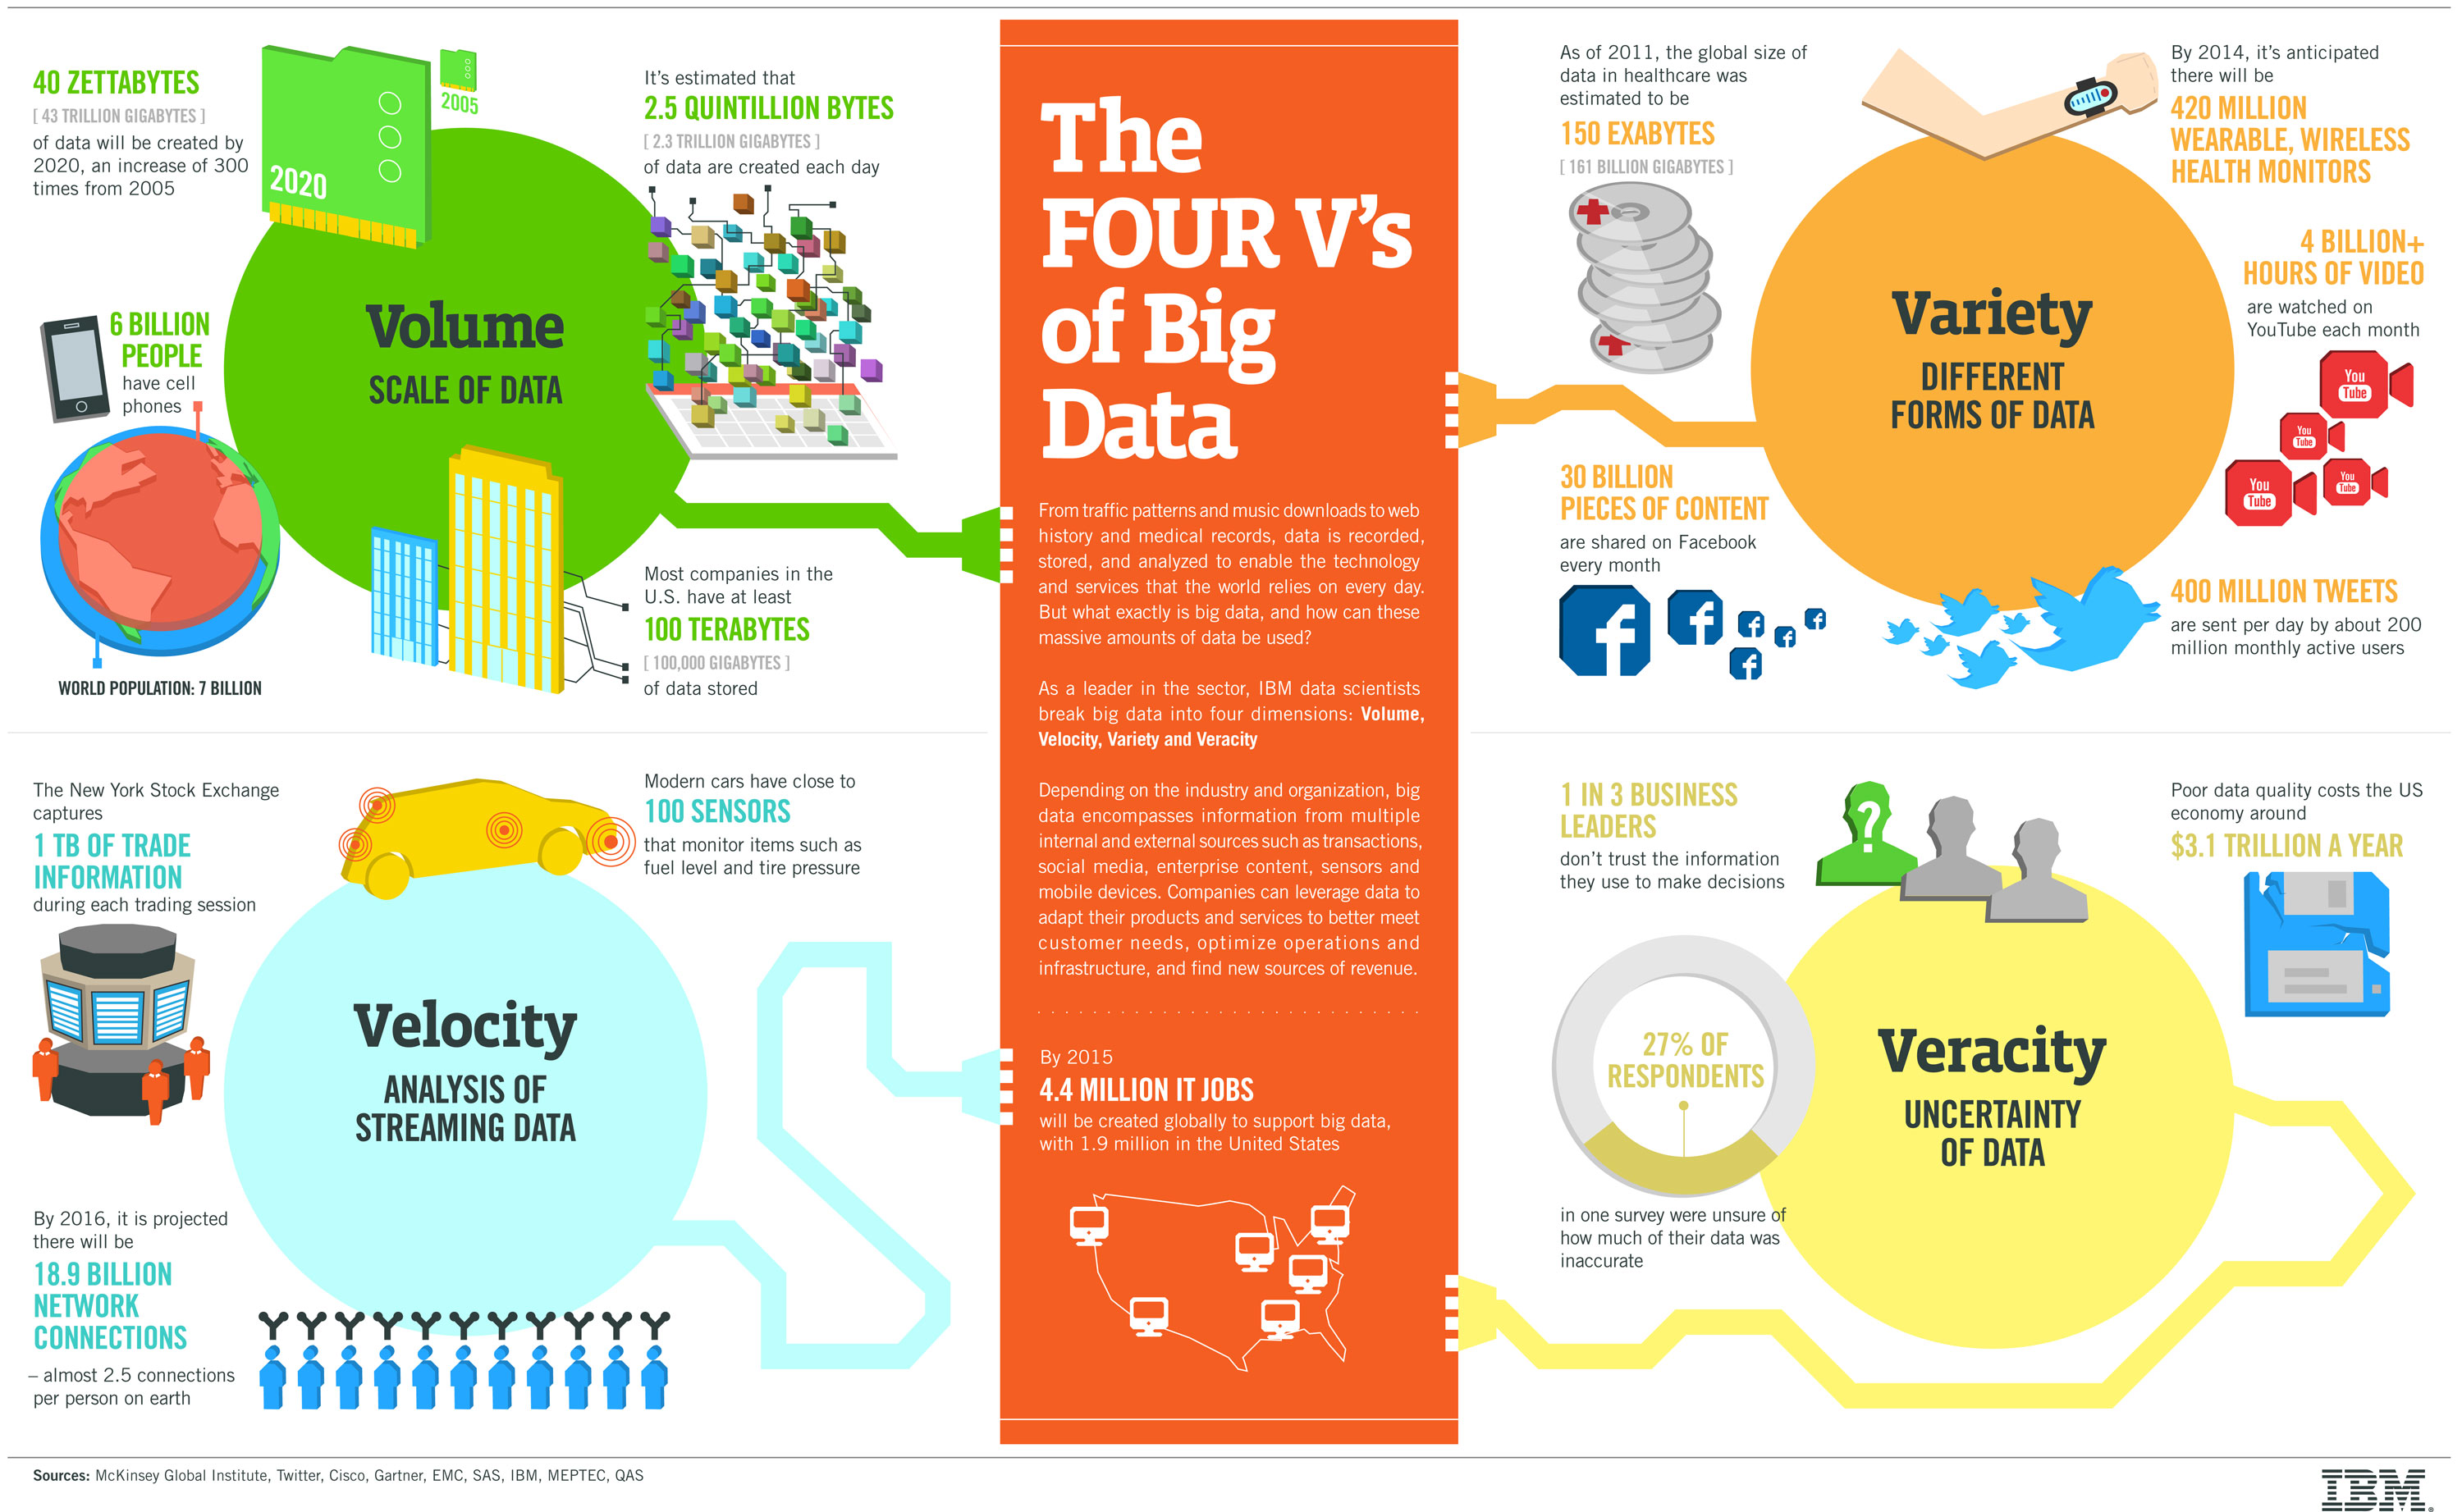 40 ZETTABYTES
[ 43 TRILLION GIGABYTES ]
of data will be created by
2020, an increase of 300
times from 2005
2020
2005
It’s estimated that
2.5 QUINTILLION BYTES
[ 2.3 TRILLION GIGABYTES ]
of data are created each day
6 BILLION
PEOPLE
have cell
phones
WORLD POPULATION: 7 BILLION
Volume
SCALE OF DATA
Most companies in the
U.S. have at least
100 TERABYTES
[ 100,000 GIGABYTES ]
of data stored
The New York Stock Exchange
captures
1 TB OF TRADE
INFORMATION
during each trading session
Modern cars have close to
100 SENSORS
that monitor items such as
fuel level and tire pressure
Velocity
ANALYSIS OF
STREAMING DATA
By 2016, it is projected
there will be
18.9 BILLION
NETWORK
CONNECTIONS
– almost 2.5 connections
per person on earth
The
FOUR V’s
of Big
Data
From traffic patterns and music downloads to web
history and medical records, data is recorded,
stored, and analyzed to enable the technology
and services that the world relies on every day.
But what exactly is big data, and how can these
massive amounts of data be used?
As a leader in the sector, IBM data scientists
break big data into four dimensions: Volume,
Velocity, Variety and Veracity
Depending on the industry and organization, big
data encompasses information from multiple
internal and external sources such as transactions,
social media, enterprise content, sensors and
mobile devices. Companies can leverage data to
adapt their products and services to better meet
customer needs, optimize operations and
infrastructure, and find new sources of revenue.
By 2015
4.4 MILLION IT JOBS
will be created globally to support big data,
with 1.9 million in the United States
As of 2011, the global size of
data in healthcare was
estimated to be
150 EXABYTES
[ 161 BILLION GIGABYTES ]
By 2014, it’s anticipated
there will be
420 MILLION
WEARABLE, WIRELESS
HEALTH MONITORS
4 BILLION+
HOURS OF VIDEO
are watched on
YouTube each month
You
Tube
You
Tube
You
Tube
You
Tube
Variety
DIFFERENT
FORMS OF DATA
30 BILLION
PIECES OF CONTENT
are shared on Facebook
every month
f
f
f
f
f
f
400 MILLION TWEETS
are sent per day by about 200
million monthly active users
1 IN 3 BUSINESS
LEADERS
don’t trust the information
they use to make decisions
?
Poor data quality costs the US
economy around
$3.1 TRILLION A YEAR
27% OF
RESPONDENTS
in one survey were unsure of
how much of their data was
inaccurate
Veracity
UNCERTAINTY
OF DATA
Sources: McKinsey Global Institute, Twitter, Cisco, Gartner, EMC, SAS, IBM, MEPTEC, QAS
IBM®